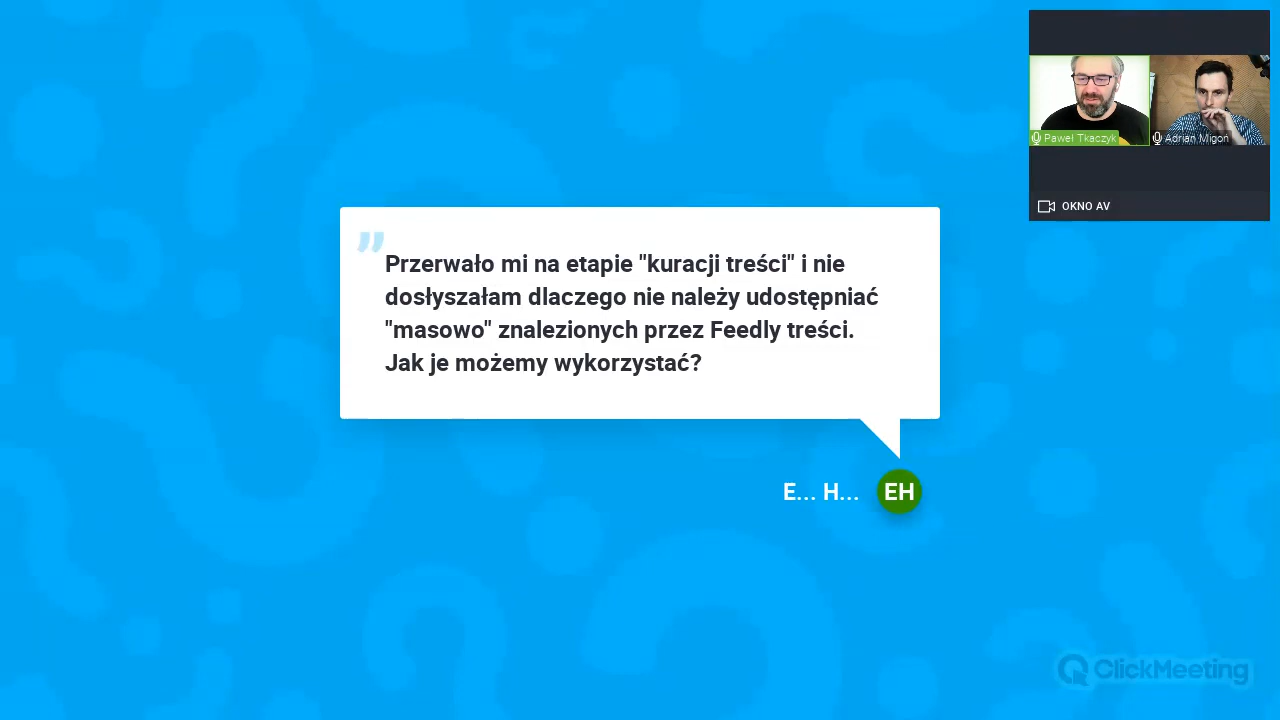 Paweł Tkaczyk
Adrian Migoń
OKNO AV
"
Przerwało mi na etapie "kuracji treści" i nie
dosłyszałam dlaczego nie należy udostępniać
"masowo" znalezionych przez Feedly treści.
Jak je możemy wykorzystać?
E... H...
EH
ClickMeeting